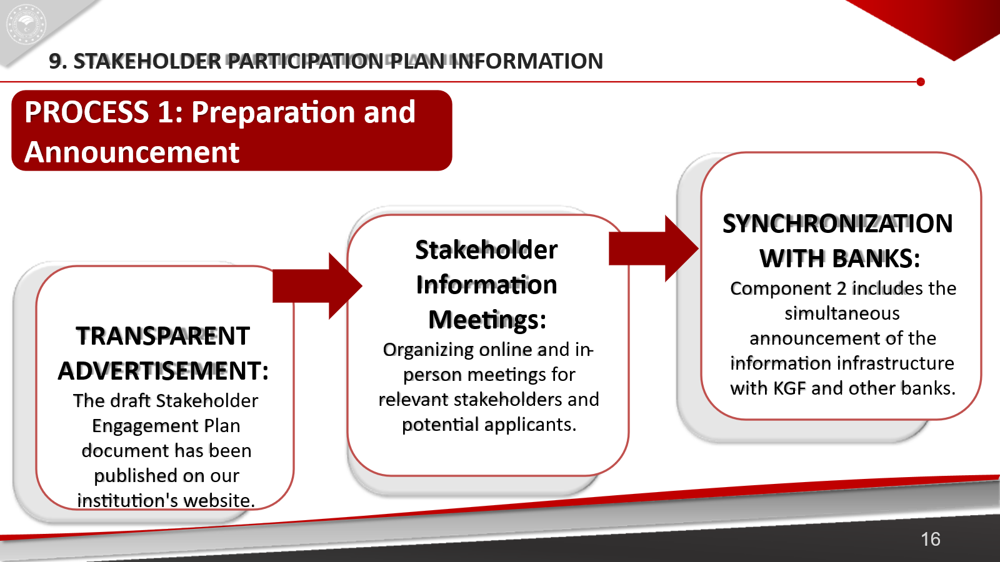 9. STAKEHOLDER PARTICIPATION PLAN INFORMATION
PROCESS 1: Preparation and
Announcement
TRANSPARENT
ADVERTISEMENT:
The draft Stakeholder
Engagement Plan
document has been
published on our
institution's website.
Stakeholder
Information
Meetings:
Organizing online and in-
person meetings for
relevant stakeholders and
potential applicants.
SYNCHRONIZATION
WITH BANKS:
Component 2 includes the
simultaneous
announcement of the
information infrastructure
with KGF and other banks.
16